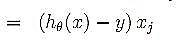 = (h_θ(x) − y) x_j